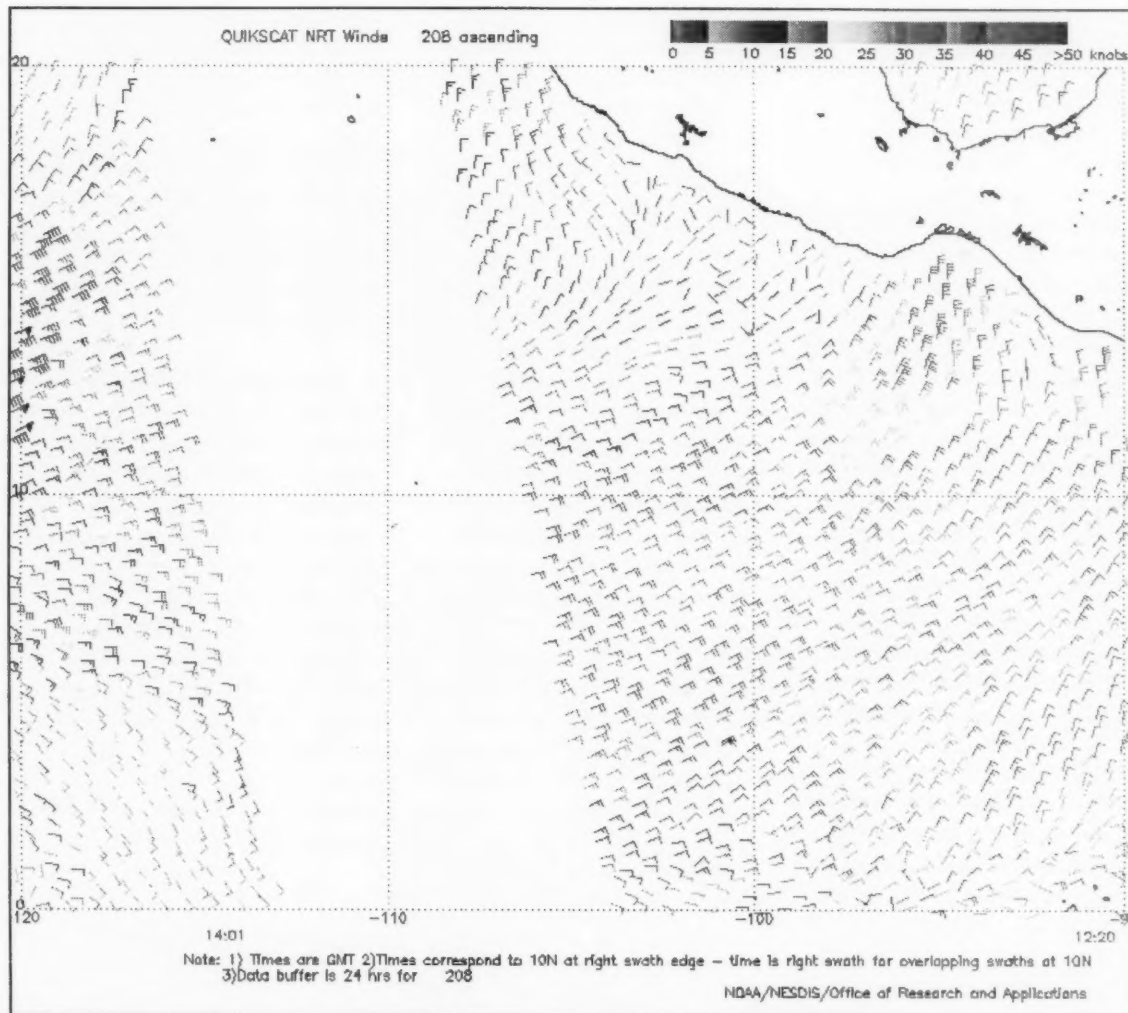 QUIKSCAT NRT Winds 208 ascending
0 5 10 15 20 25 30 35 40 45 >50 knots
20
10
0
-120 -110 -100 -9
14:01 12:20
Note: 1) Times are GMT 2)Times correspond to 10N at right swath edge - time is right swath for overlapping swaths at 10N
3)Data buffer is 24 hrs for 208
NOAA/NESDIS/Office of Research and Applications